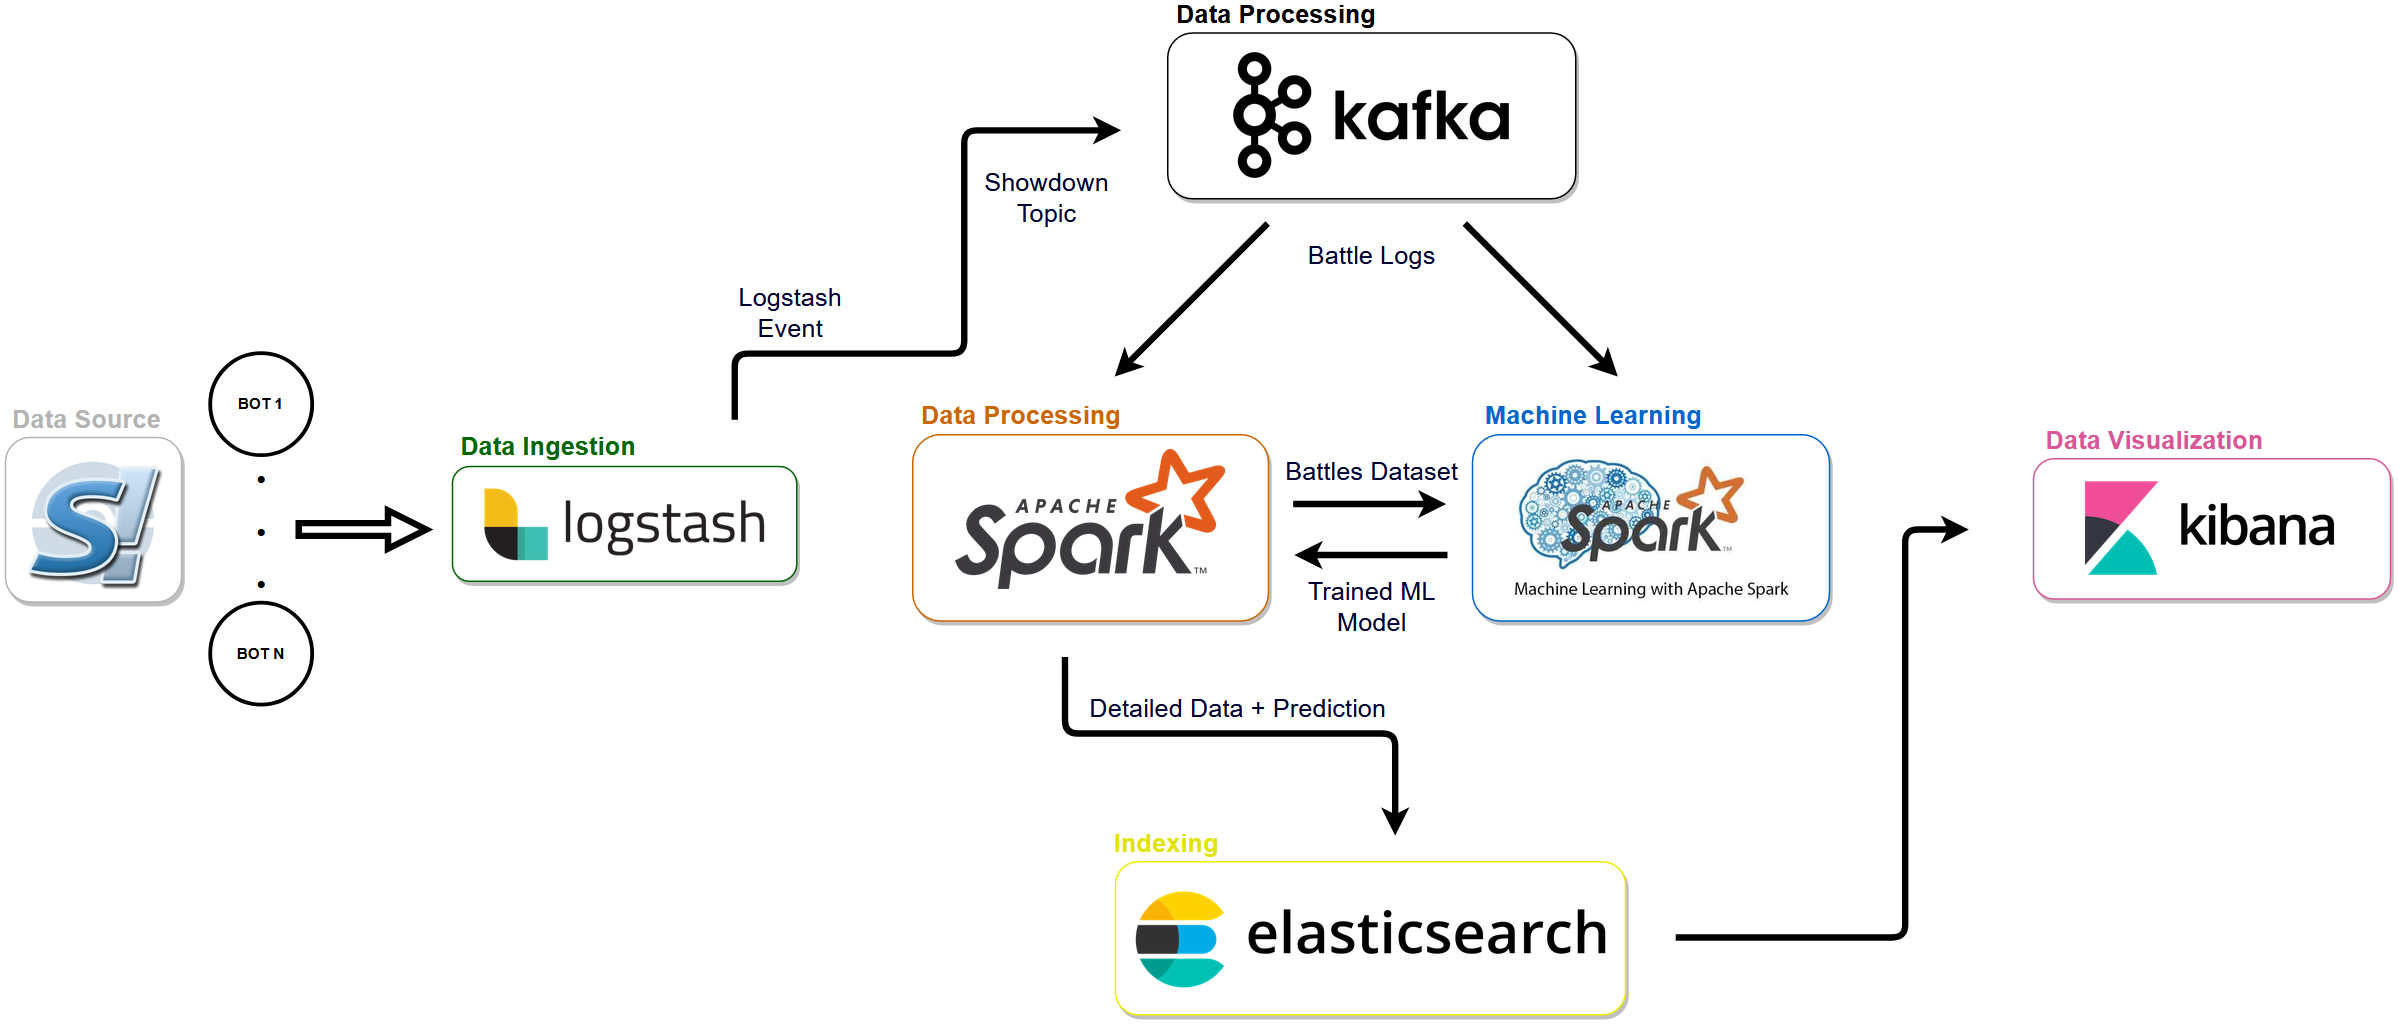 Data Processing
kafka
Showdown
Topic
Battle Logs
Logstash
Event
BOT 1
Data Source
S!
BOT N
Data Ingestion
logstash
Data Processing
APACHE
Spark™
Battles Dataset
Trained ML
Model
Machine Learning
APACHE
Spark™
Machine Learning with Apache Spark
Data Visualization
kibana
Detailed Data + Prediction
Indexing
elasticsearch